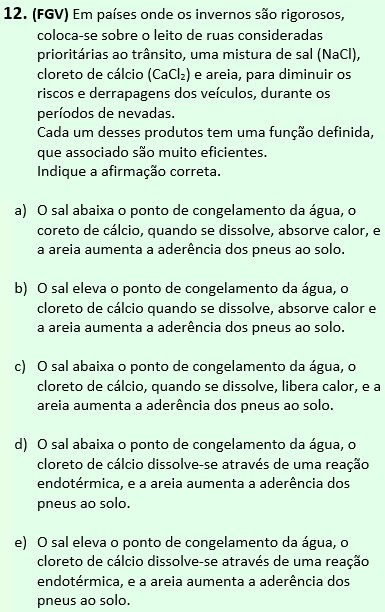 12. (FGV) Em países onde os invernos são rigorosos,
coloca-se sobre o leito de ruas consideradas
prioritárias ao trânsito, uma mistura de sal (NaCl),
cloreto de cálcio (CaCl₂) e areia, para diminuir os
riscos e derrapagens dos veículos, durante os
períodos de nevadas.
Cada um desses produtos tem uma função definida,
que associado são muito eficientes.
Indique a afirmação correta.
a) O sal abaixa o ponto de congelamento da água, o
coreto de cálcio, quando se dissolve, absorve calor, e
a areia aumenta a aderência dos pneus ao solo.
b) O sal eleva o ponto de congelamento da água, o
cloreto de cálcio quando se dissolve, absorve calor e
a areia aumenta a aderência dos pneus ao solo.
c) O sal abaixa o ponto de congelamento da água, o
cloreto de cálcio, quando se dissolve, libera calor, e a
areia aumenta a aderência dos pneus ao solo.
d) O sal abaixa o ponto de congelamento da água, o
cloreto de cálcio dissolve-se através de uma reação
endotérmica, e a areia aumenta a aderência dos
pneus ao solo.
e) O sal eleva o ponto de congelamento da água, o
cloreto de cálcio dissolve-se através de uma reação
endotérmica, e a areia aumenta a aderência dos
pneus ao solo.